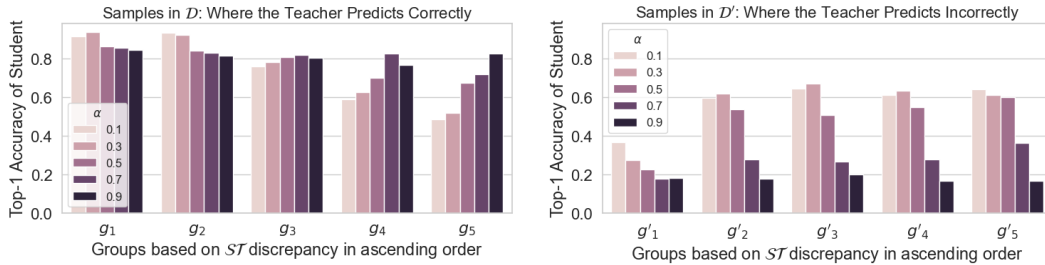 Samples in 𝒟: Where the Teacher Predicts Correctly
Top-1 Accuracy of Student
0.8
0.6
0.4
0.2
0.0
α
0.1
0.3
0.5
0.7
0.9
g₁ g₂ g₃ g₄ g₅
Groups based on 𝒮𝒯 discrepancy in ascending order
Samples in 𝒟′: Where the Teacher Predicts Incorrectly
Top-1 Accuracy of Student
0.8
0.6
0.4
0.2
0.0
α
0.1
0.3
0.5
0.7
0.9
g′₁ g′₂ g′₃ g′₄ g′₅
Groups based on 𝒮𝒯 discrepancy in ascending order